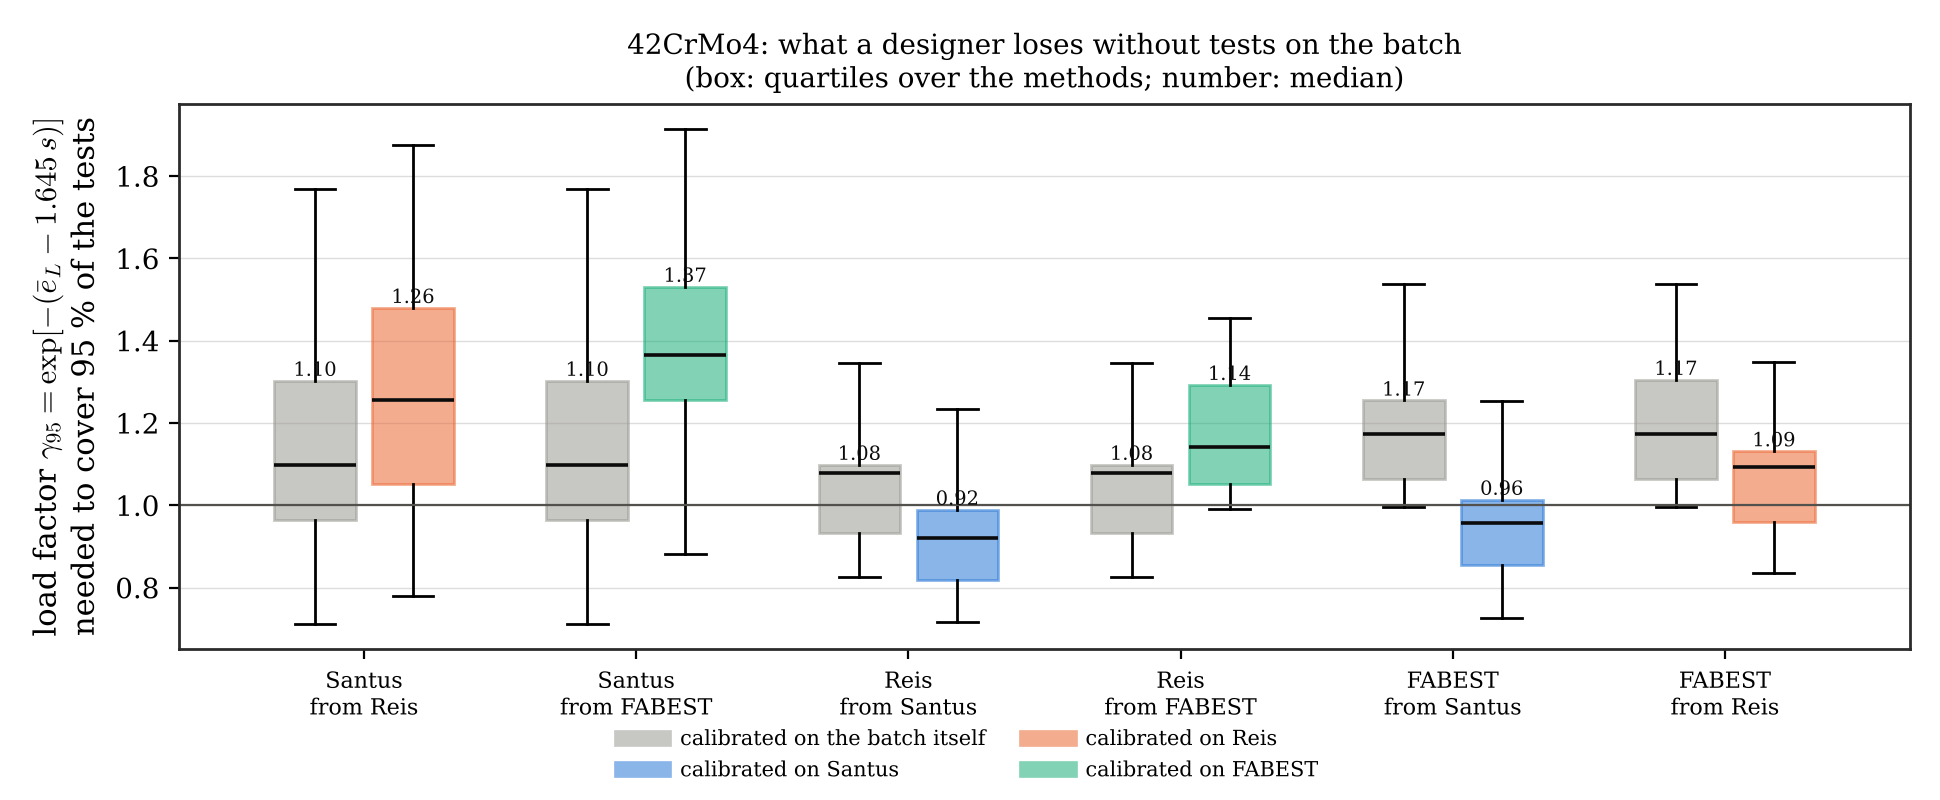 42CrMo4: what a designer loses without tests on the batch
(box: quartiles over the methods; number: median)
load factor γ₉₅ = exp[−(ē_L − 1.645 s)]
needed to cover 95 % of the tests
1.8
1.6
1.4
1.2
1.0
0.8
1.10
1.26
1.10
1.37
1.08
0.92
1.08
1.14
1.17
0.96
1.17
1.09
Santus
from Reis
Santus
from FABEST
Reis
from Santus
Reis
from FABEST
FABEST
from Santus
FABEST
from Reis
calibrated on the batch itself
calibrated on Santus
calibrated on Reis
calibrated on FABEST